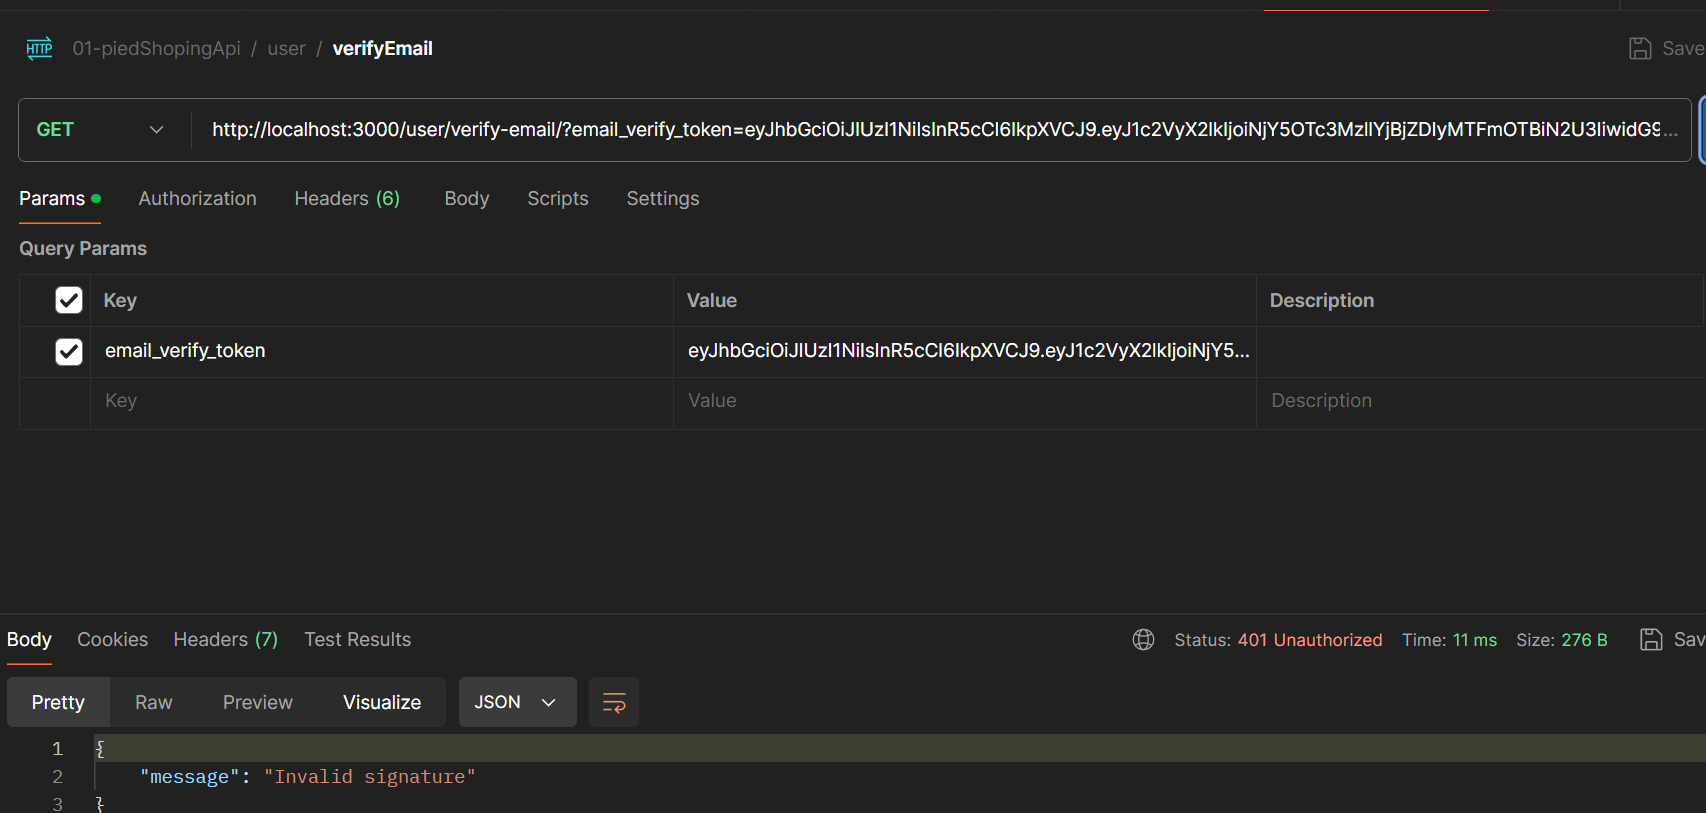 HTTP 01-piedShopingApi / user / verifyEmail Save
GET http://localhost:3000/user/verify-email/?email_verify_token=eyJhbGciOiJIUzI1NiIsInR5cCI6IkpXVCJ9.eyJ1c2VyX2lkIjoiNjY5OTc3MzllYjBjZDIyMTFmOTBiN2U3IiwidG9...
Params Authorization Headers (6) Body Scripts Settings
Query Params
Key Value Description
email_verify_token eyJhbGciOiJIUzI1NiIsInR5cCI6IkpXVCJ9.eyJ1c2VyX2lkIjoiNjY5...
Key Value Description
Body Cookies Headers (7) Test Results Status: 401 Unauthorized Time: 11 ms Size: 276 B Sav
Pretty Raw Preview Visualize JSON
1 {
2 "message": "Invalid signature"
3 }